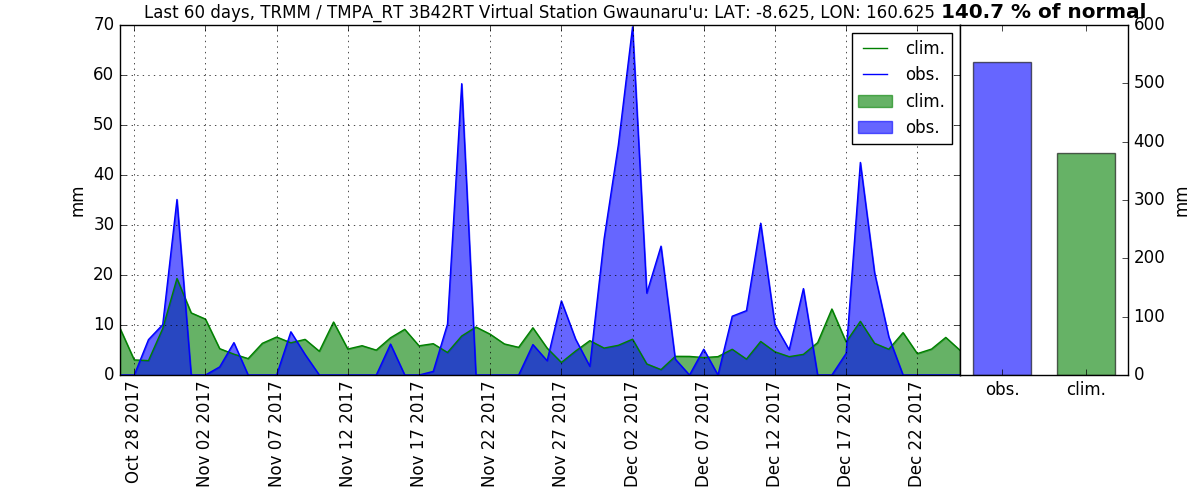 Last 60 days, TRMM / TMPA_RT 3B42RT Virtual Station Gwaunaru'u: LAT: -8.625, LON: 160.625 140.7 % of normal
70
60
50
40
30
20
10
0
mm
clim.
obs.
clim.
obs.
600
500
400
300
200
100
0
mm
obs.
clim.
Oct 28 2017
Nov 02 2017
Nov 07 2017
Nov 12 2017
Nov 17 2017
Nov 22 2017
Nov 27 2017
Dec 02 2017
Dec 07 2017
Dec 12 2017
Dec 17 2017
Dec 22 2017